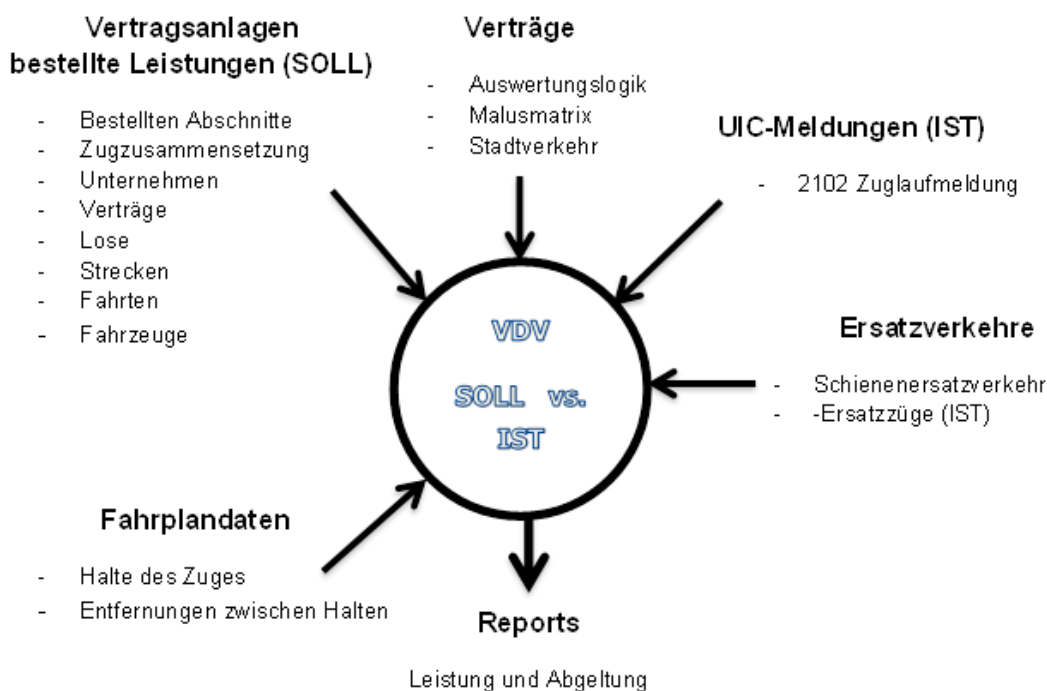 Vertragsanlagen
bestellte Leistungen (SOLL)
- Bestellten Abschnitte
- Zugzusammensetzung
- Unternehmen
- Verträge
- Lose
- Strecken
- Fahrten
- Fahrzeuge
Verträge
- Auswertungslogik
- Malusmatrix
- Stadtverkehr
UIC-Meldungen (IST)
- 2102 Zuglaufmeldung
VDV
SOLL vs.
IST
Ersatzverkehre
- Schienenersatzverkehr
- -Ersatzzüge (IST)
Fahrplandaten
- Halte des Zuges
- Entfernungen zwischen Halten
Reports
Leistung und Abgeltung